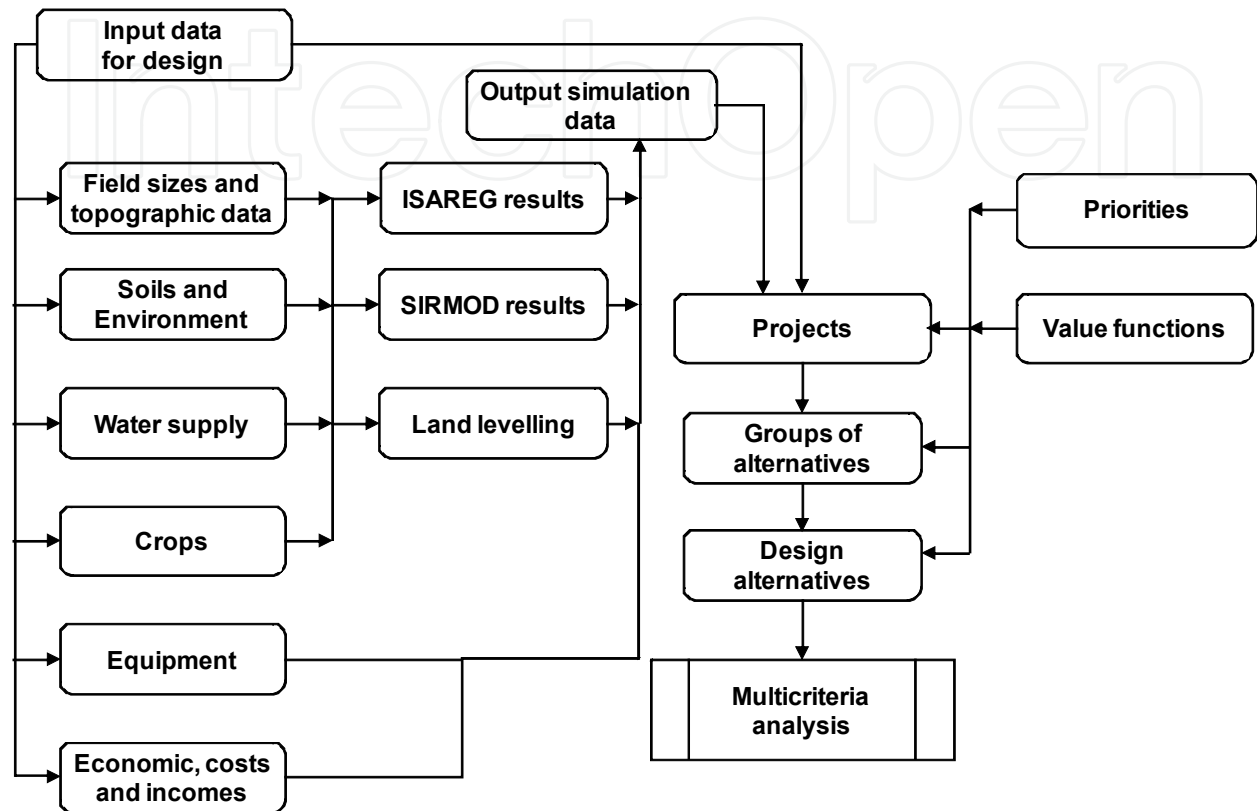 IntechOpen
Input data
for design
Output simulation
data
Field sizes and
topographic data
ISAREG results
Priorities
Soils and
Environment
SIRMOD results
Projects
Value functions
Water supply
Land levelling
Groups of
alternatives
Crops
Design
alternatives
Equipment
Multicriteria
analysis
Economic, costs
and incomes